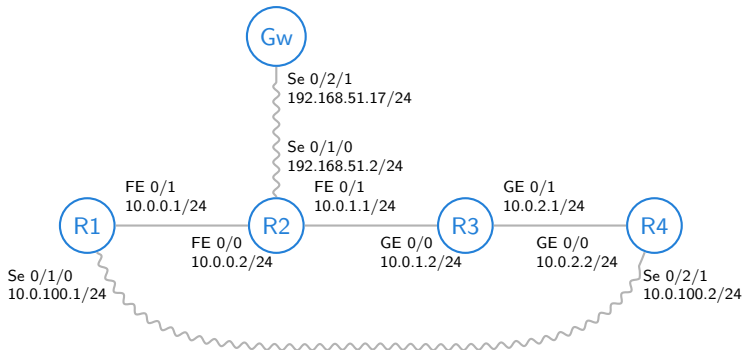 Gw
Se 0/2/1
192.168.51.17/24
Se 0/1/0
192.168.51.2/24
FE 0/1
10.0.0.1/24
FE 0/1
10.0.1.1/24
GE 0/1
10.0.2.1/24
R1
R2
R3
R4
FE 0/0
10.0.0.2/24
GE 0/0
10.0.1.2/24
GE 0/0
10.0.2.2/24
Se 0/1/0
10.0.100.1/24
Se 0/2/1
10.0.100.2/24